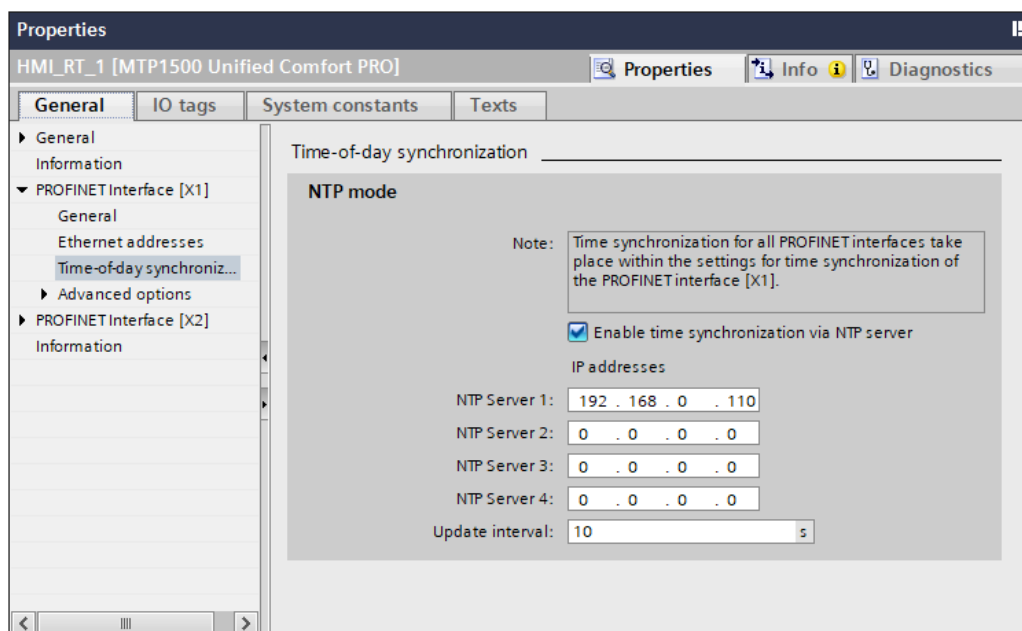 Properties
HMI_RT_1 [MTP1500 Unified Comfort PRO]
Properties
Info
Diagnostics
General
IO tags
System constants
Texts
General
Information
PROFINET Interface [X1]
General
Ethernet addresses
Time-of-day synchroniz...
Advanced options
PROFINET Interface [X2]
Information
Time-of-day synchronization
NTP mode
Note:
Time synchronization for all PROFINET interfaces take
place within the settings for time synchronization of
the PROFINET interface [X1].
Enable time synchronization via NTP server
IP addresses
NTP Server 1: 192 . 168 . 0 . 110
NTP Server 2: 0 . 0 . 0 . 0
NTP Server 3: 0 . 0 . 0 . 0
NTP Server 4: 0 . 0 . 0 . 0
Update interval: 10 s